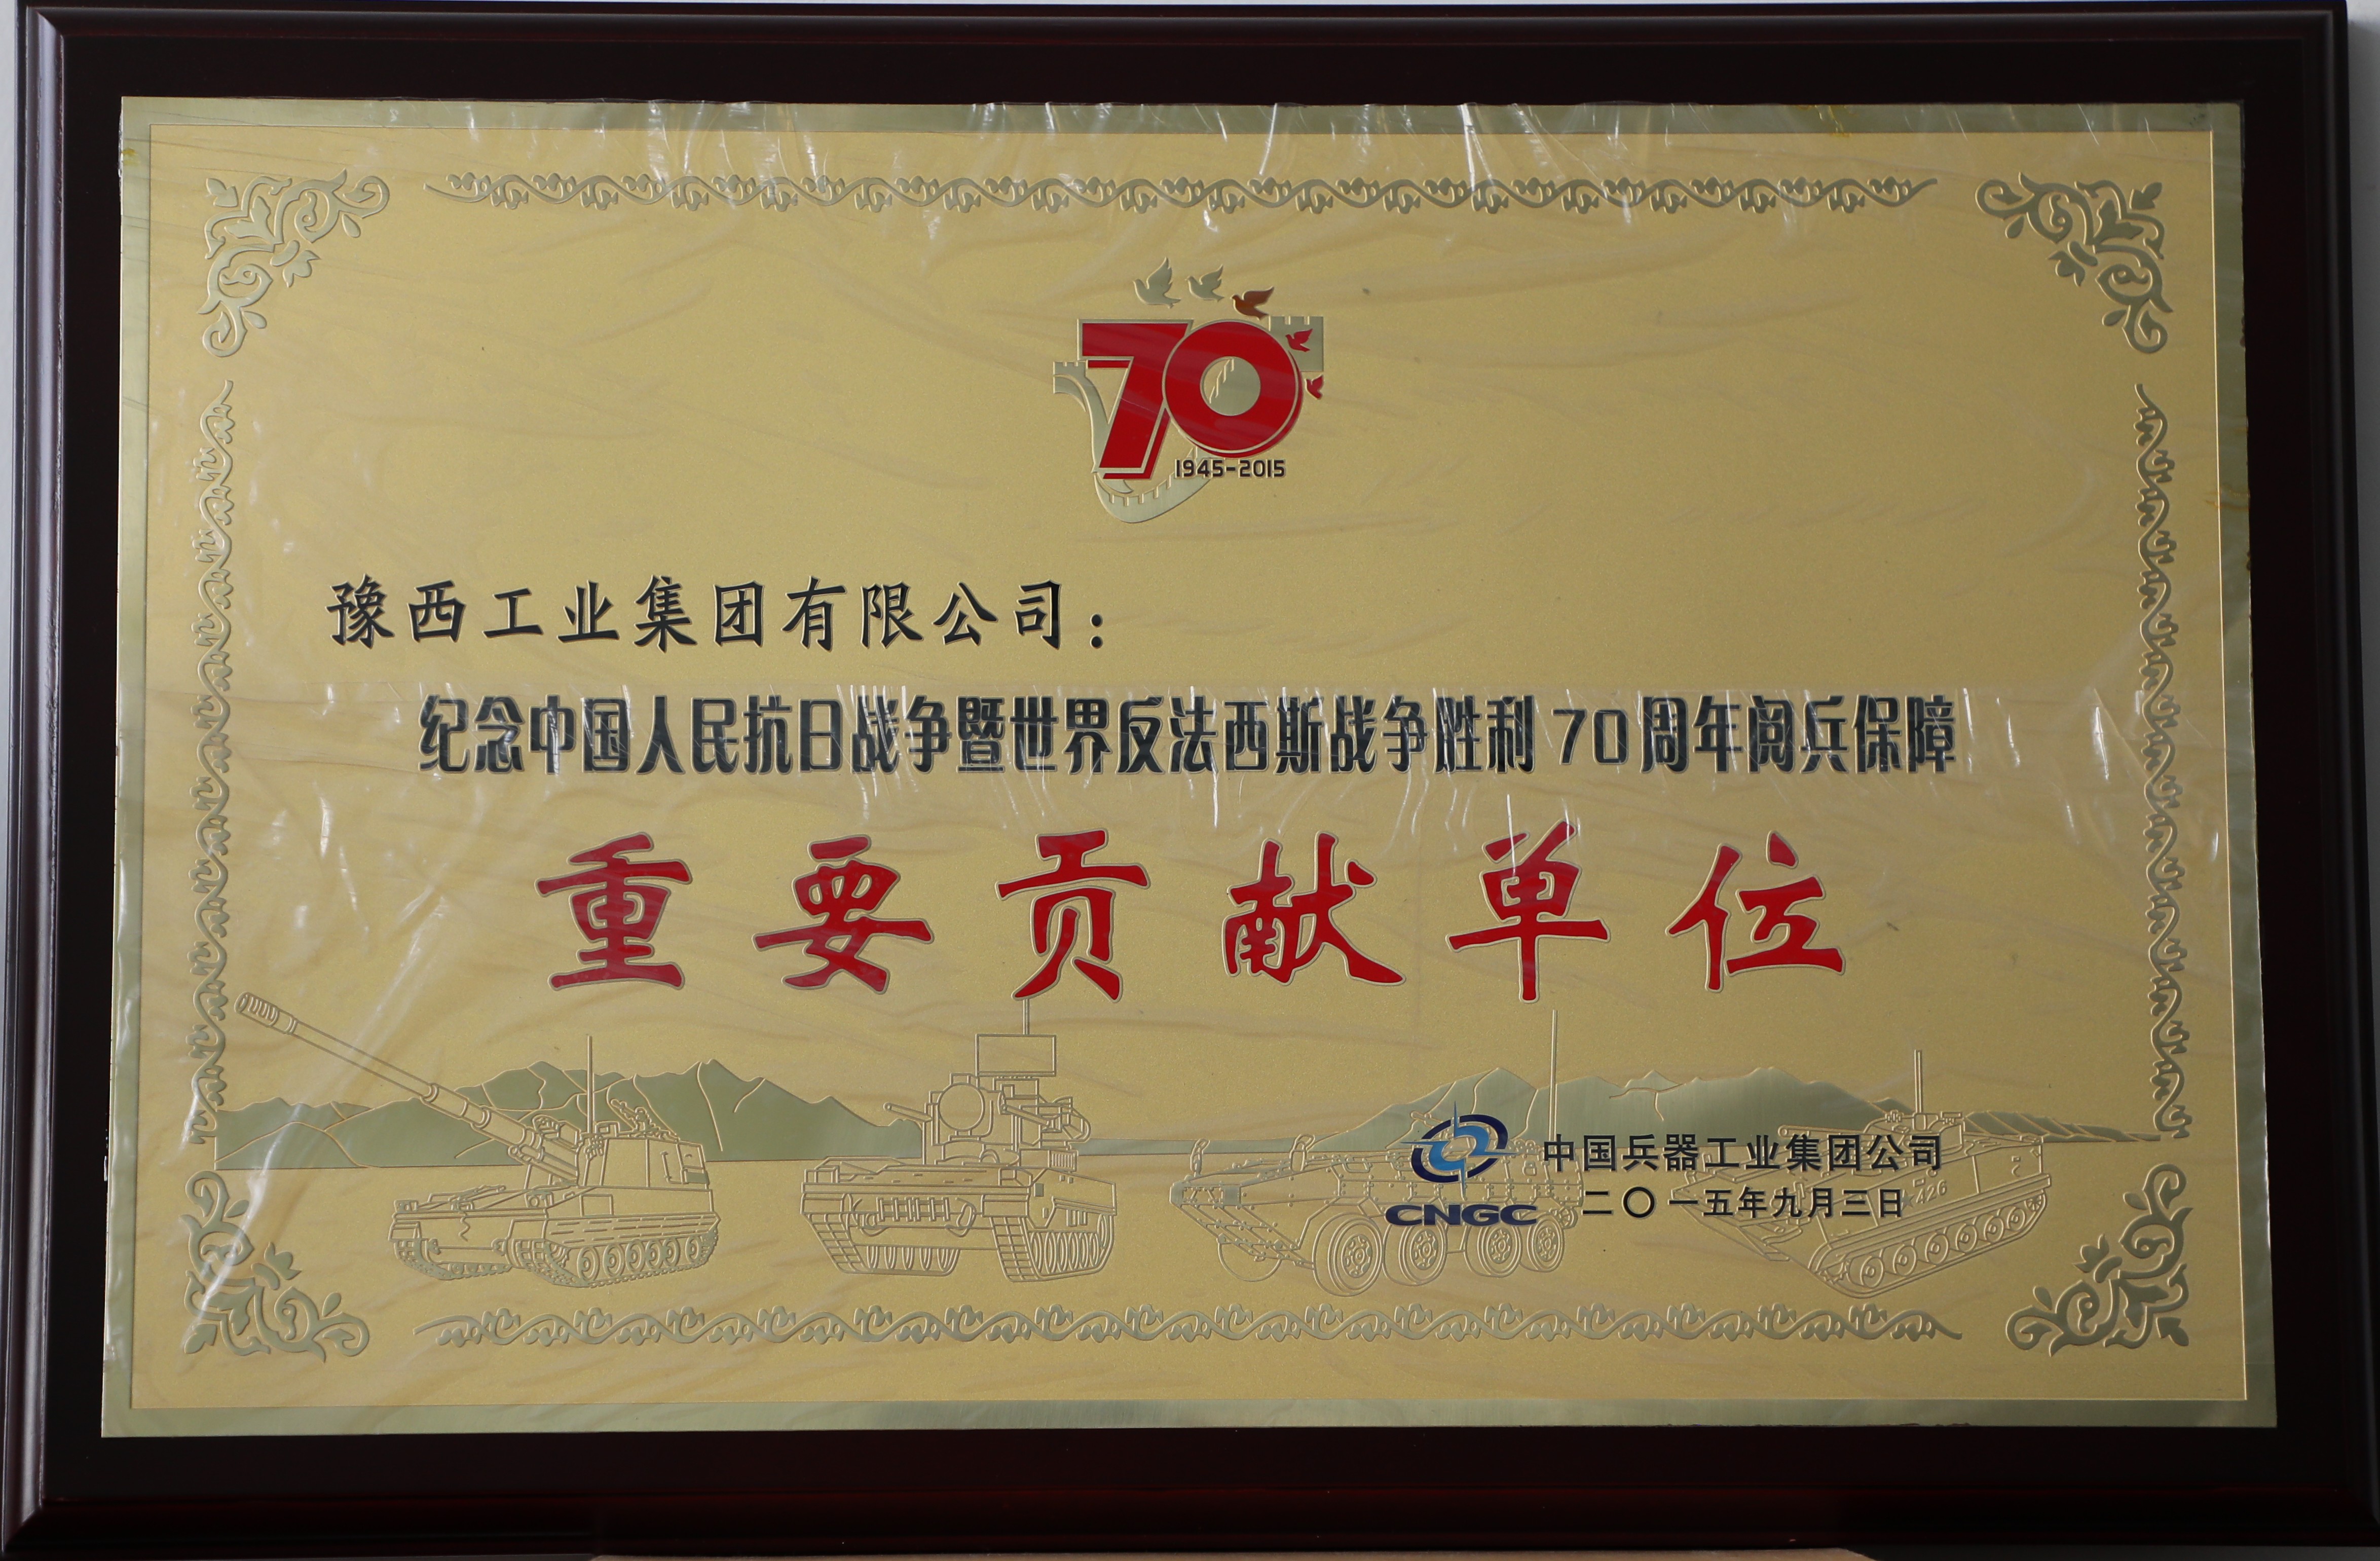 70
1945-2015
豫西工业集团有限公司：
纪念中国人民抗日战争暨世界反法西斯战争胜利70周年阅兵保障
重要贡献单位
CNGC
中国兵器工业集团公司
二〇一五年九月三日
426